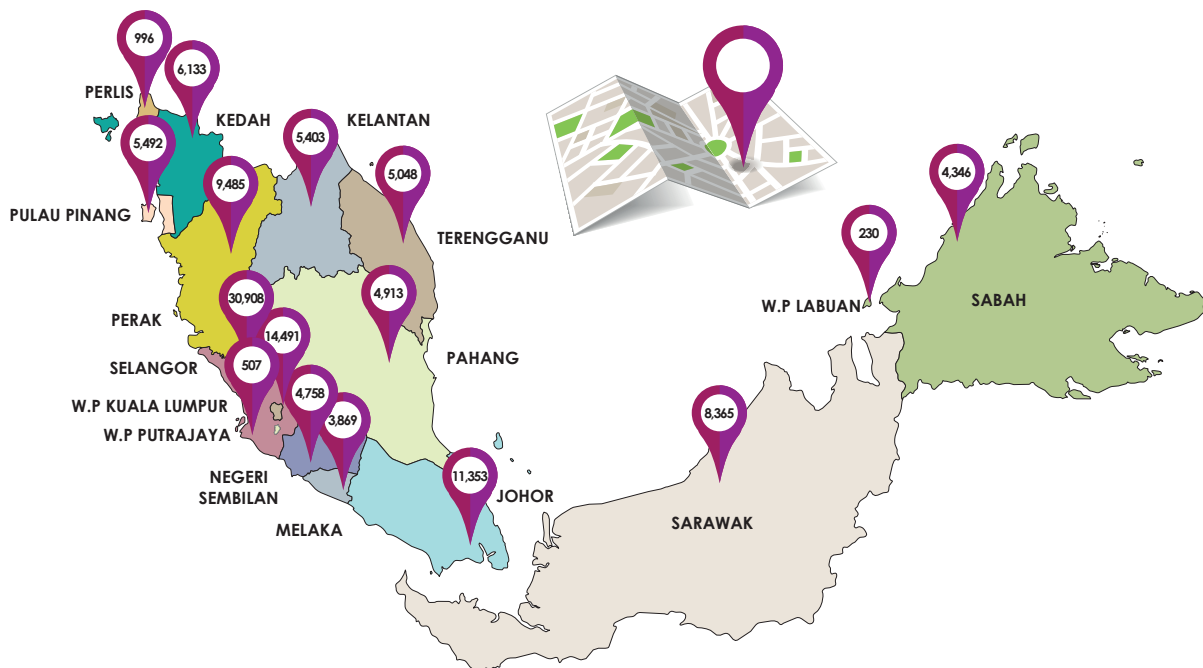 996
6,133
PERLIS
KEDAH
KELANTAN
5,403
5,492
9,485
5,048
4,346
PULAU PINANG
TERENGGANU
230
30,908
4,913
W.P LABUAN
SABAH
PERAK
14,491
SELANGOR
507
PAHANG
4,758
W.P KUALA LUMPUR
3,869
8,365
W.P PUTRAJAYA
NEGERI
SEMBILAN
11,353
JOHOR
MELAKA
SARAWAK